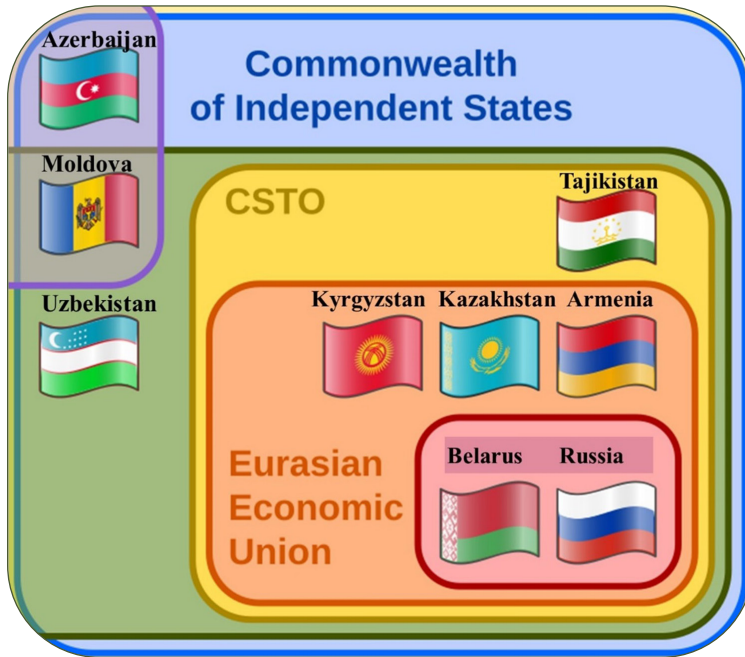 Azerbaijan
Commonwealth
of Independent States
Moldova
CSTO
Tajikistan
Uzbekistan
Kyrgyzstan Kazakhstan Armenia
Eurasian
Economic
Union
Belarus Russia